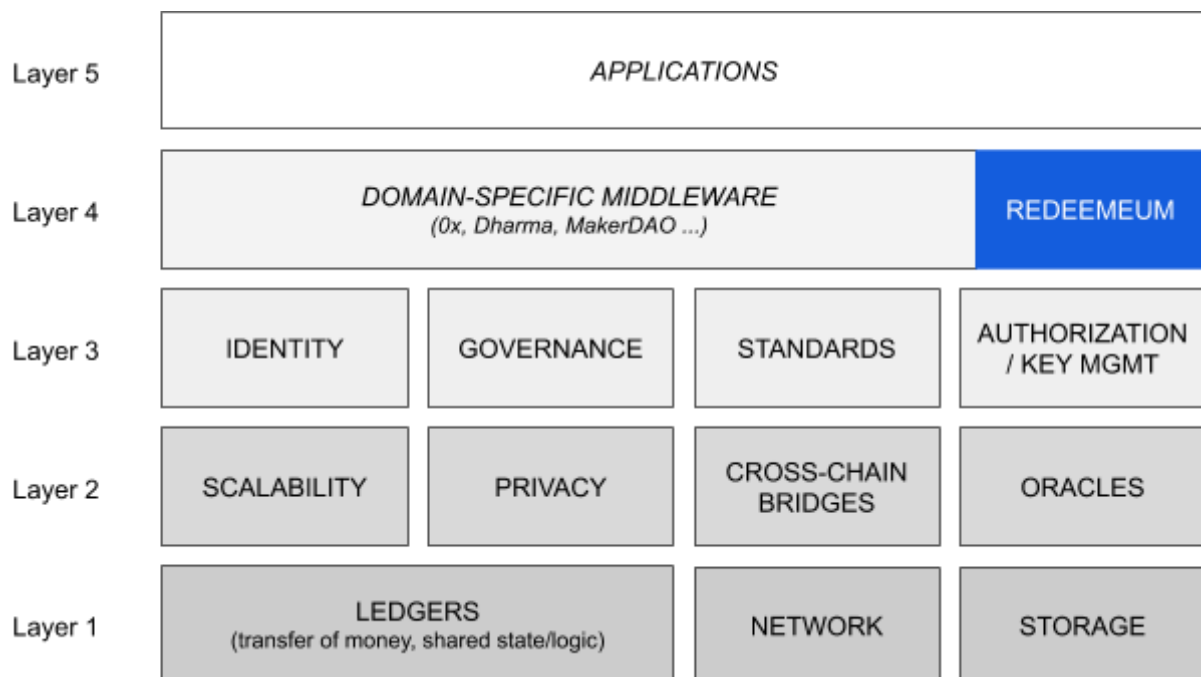 Layer 5
APPLICATIONS
Layer 4
DOMAIN-SPECIFIC MIDDLEWARE
(0x, Dharma, MakerDAO ...)
REDEEMEUM
Layer 3
IDENTITY
GOVERNANCE
STANDARDS
AUTHORIZATION
/ KEY MGMT
Layer 2
SCALABILITY
PRIVACY
CROSS-CHAIN
BRIDGES
ORACLES
Layer 1
LEDGERS
(transfer of money, shared state/logic)
NETWORK
STORAGE